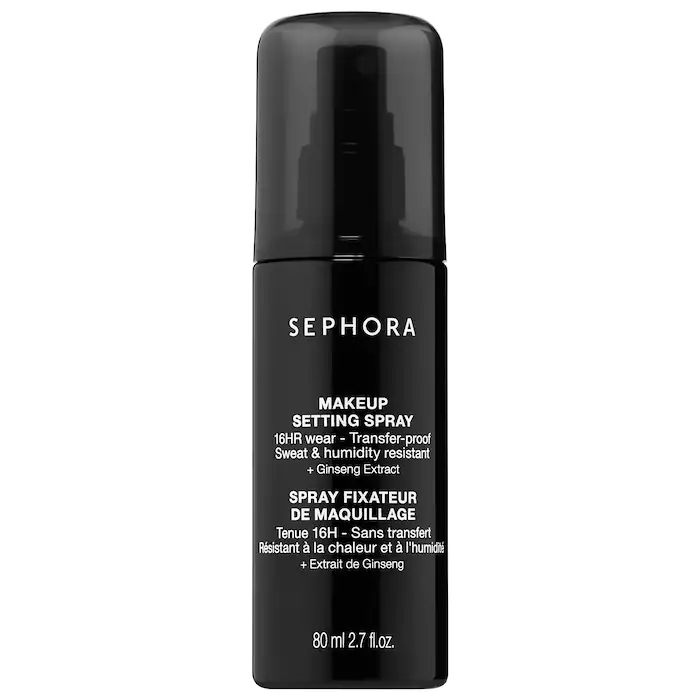 SEPHORA
MAKEUP
SETTING SPRAY
16HR wear - Transfer-proof
Sweat & humidity resistant
+ Ginseng Extract
SPRAY FIXATEUR
DE MAQUILLAGE
Tenue 16H - Sans transfert
Résistant à la chaleur et à l'humidité
+ Extrait de Ginseng
80 ml 2.7 fl.oz.